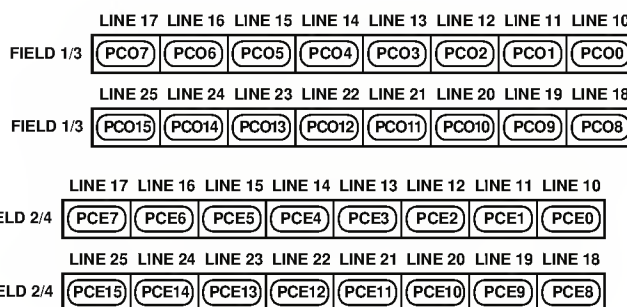 LINE 17 LINE 16 LINE 15 LINE 14 LINE 13 LINE 12 LINE 11 LINE 10
FIELD 1/3 PCO7 PCO6 PCO5 PCO4 PCO3 PCO2 PCO1 PCO0
LINE 25 LINE 24 LINE 23 LINE 22 LINE 21 LINE 20 LINE 19 LINE 18
FIELD 1/3 PCO15 PCO14 PCO13 PCO12 PCO11 PCO10 PCO9 PCO8
LINE 17 LINE 16 LINE 15 LINE 14 LINE 13 LINE 12 LINE 11 LINE 10
ELD 2/4 PCE7 PCE6 PCE5 PCE4 PCE3 PCE2 PCE1 PCE0
LINE 25 LINE 24 LINE 23 LINE 22 LINE 21 LINE 20 LINE 19 LINE 18
ELD 2/4 PCE15 PCE14 PCE13 PCE12 PCE11 PCE10 PCE9 PCE8